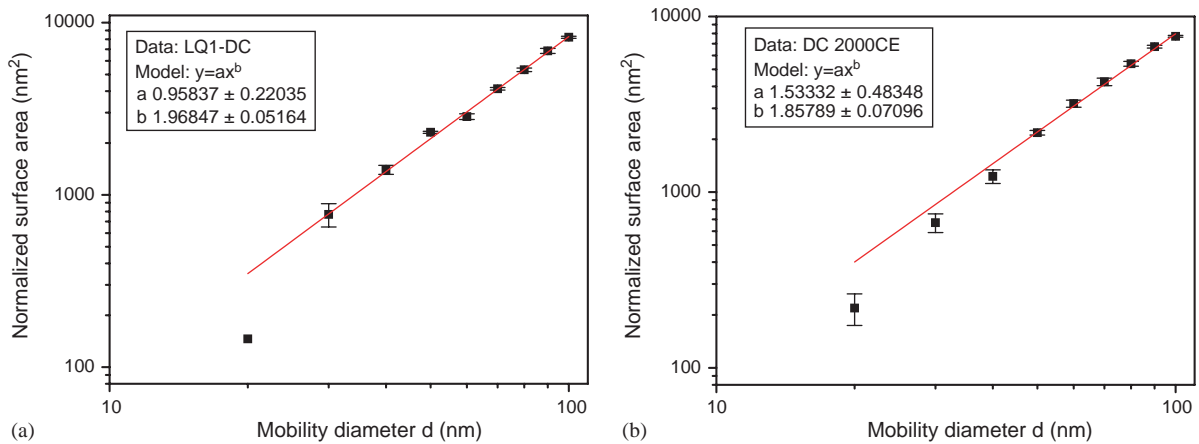 10000
1000
100
Normalized surface area (nm²)
Data: LQ1-DC
Model: y=axᵇ
a 0.95837 ± 0.22035
b 1.96847 ± 0.05164
10
100
Mobility diameter d (nm)
(a)
10000
1000
100
Normalized surface area (nm²)
Data: DC 2000CE
Model: y=axᵇ
a 1.53332 ± 0.48348
b 1.85789 ± 0.07096
10
100
Mobility diameter d (nm)
(b)